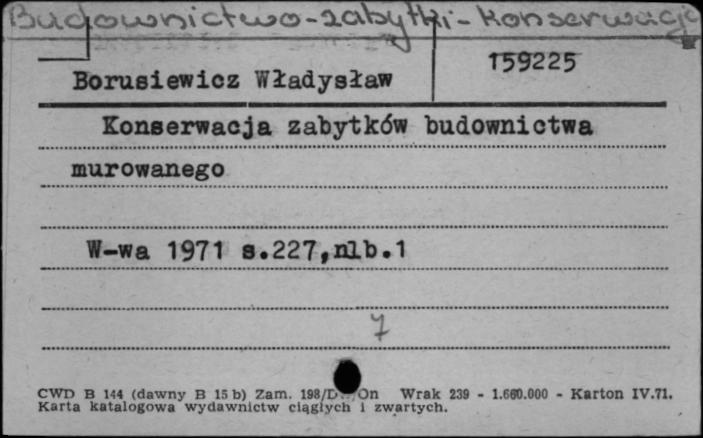 Budownictwo-zabytki-konserwacja
Borusiewicz Władysław 159225
Konserwacja zabytków budownictwa
murowanego
W-wa 1971 s.227,nlb.1
7
CWD B 144 (dawny B 15 b) Zam. 198/D On Wrak 239 - 1.660.000 - Karton IV.71.
Karta katalogowa wydawnictw ciągłych i zwartych.